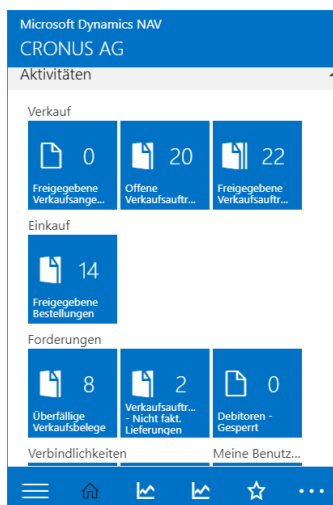 Microsoft Dynamics NAV
CRONUS AG
Aktivitäten
Verkauf
0
Freigegebene
Verkaufsange...
20
Offene
Verkaufsauftr...
22
Freigegebene
Verkaufsauftr...
Einkauf
14
Freigegebene
Bestellungen
Forderungen
8
Überfällige
Verkaufsbelege
2
Verkaufsauftr...
- Nicht fakt.
Lieferungen
0
Debitoren -
Gesperrt
Verbindlichkeiten
Meine Benutz...